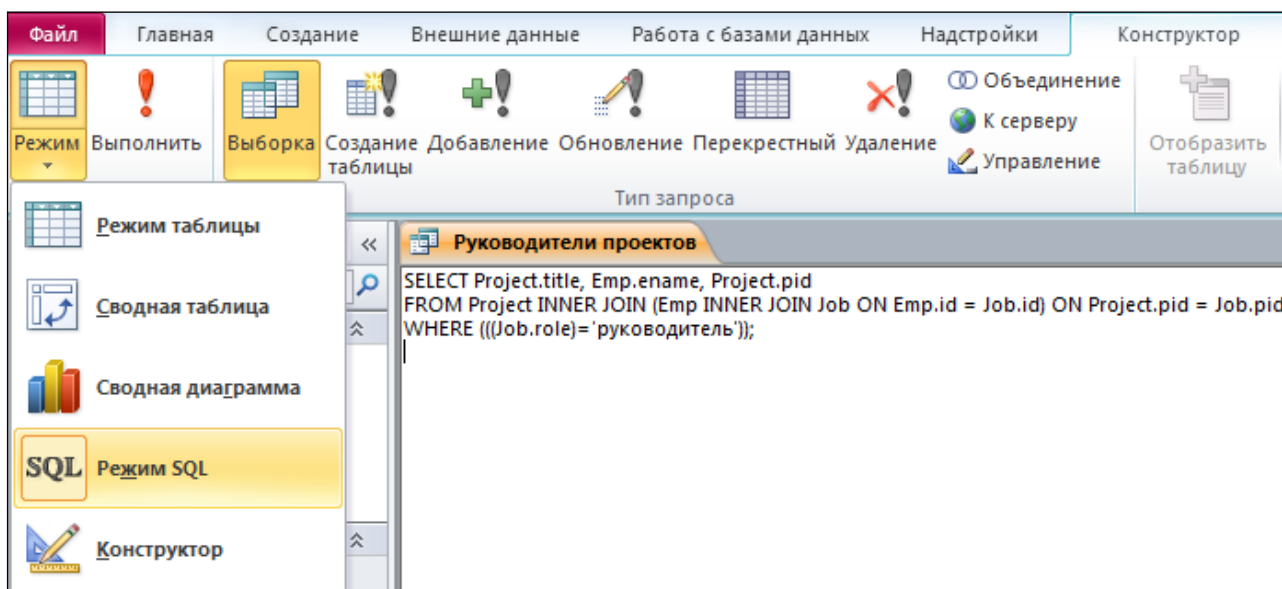 Файл Главная Создание Внешние данные Работа с базами данных Надстройки Конструктор
Режим Выполнить Выборка Создание таблицы Добавление Обновление Перекрестный Удаление
Объединение
К серверу
Управление
Отобразить таблицу
Тип запроса
Режим таблицы
Сводная таблица
Сводная диаграмма
SQL Режим SQL
Конструктор
Руководители проектов
SELECT Project.title, Emp.ename, Project.pid
FROM Project INNER JOIN (Emp INNER JOIN Job ON Emp.id = Job.id) ON Project.pid = Job.pid
WHERE (((Job.role)='руководитель'));